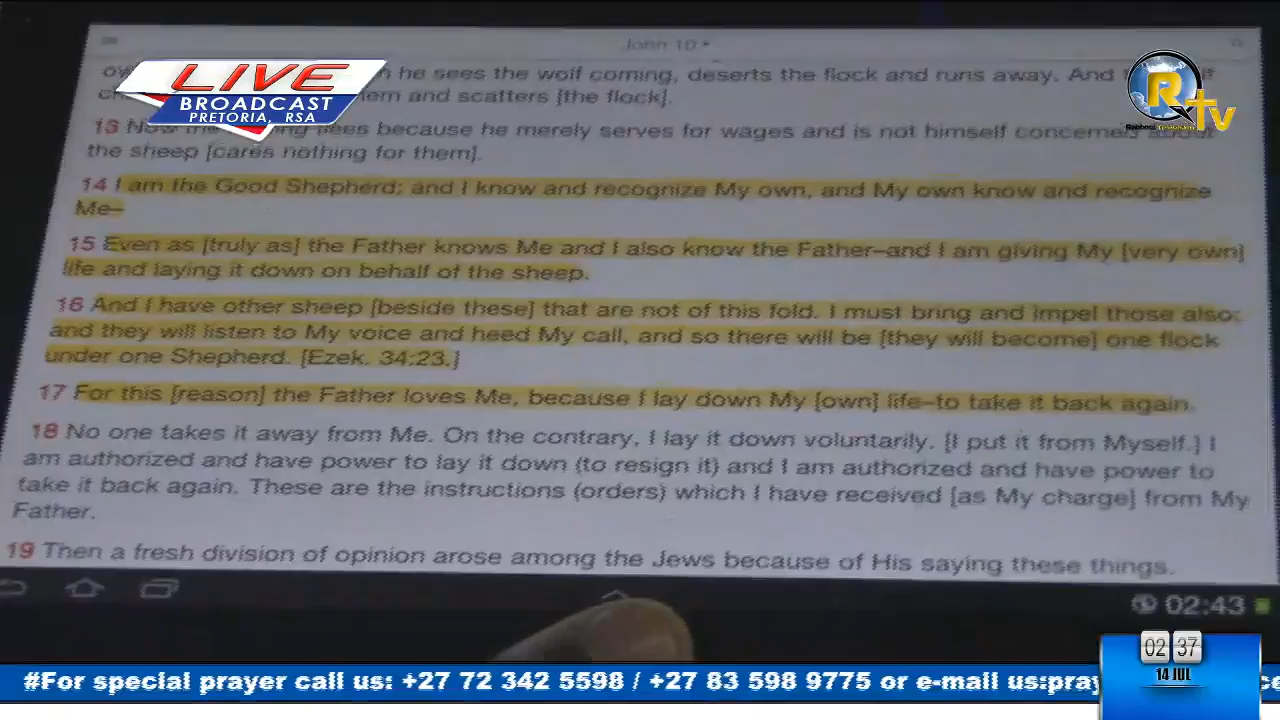 John 10
he sees the wolf coming, deserts the flock and runs away. And
LIVE
BROADCAST
PRETORIA, RSA
R
tv
and scatters [the flock].
13 Now the flees because he merely serves for wages and is not himself concerned about
the sheep [cares nothing for them].
14 I am the Good Shepherd; and I know and recognize My own, and My own know and recognize
Me–
15 Even as [truly as] the Father knows Me and I also know the Father–and I am giving My [very own]
life and laying it down on behalf of the sheep.
16 And I have other sheep [beside these] that are not of this fold. I must bring and impel those also;
and they will listen to My voice and heed My call, and so there will be [they will become] one flock
under one Shepherd. [Ezek. 34:23.]
17 For this [reason] the Father loves Me, because I lay down My [own] life–to take it back again.
18 No one takes it away from Me. On the contrary, I lay it down voluntarily. [I put it from Myself.] I
am authorized and have power to lay it down (to resign it) and I am authorized and have power to
take it back again. These are the instructions (orders) which I have received [as My charge] from My
Father.
19 Then a fresh division of opinion arose among the Jews because of His saying these things.
02:43
02 37
14 JUL
#For special prayer call us: +27 72 342 5598 / +27 83 598 9775 or e-mail us:pray